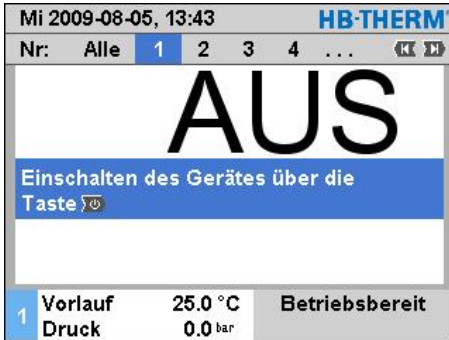 Mi 2009-08-05, 13:43 HB-THERM
Nr: Alle 1 2 3 4 ...
AUS
Einschalten des Gerätes über die
Taste
1 Vorlauf 25.0 °C Betriebsbereit
Druck 0.0 bar